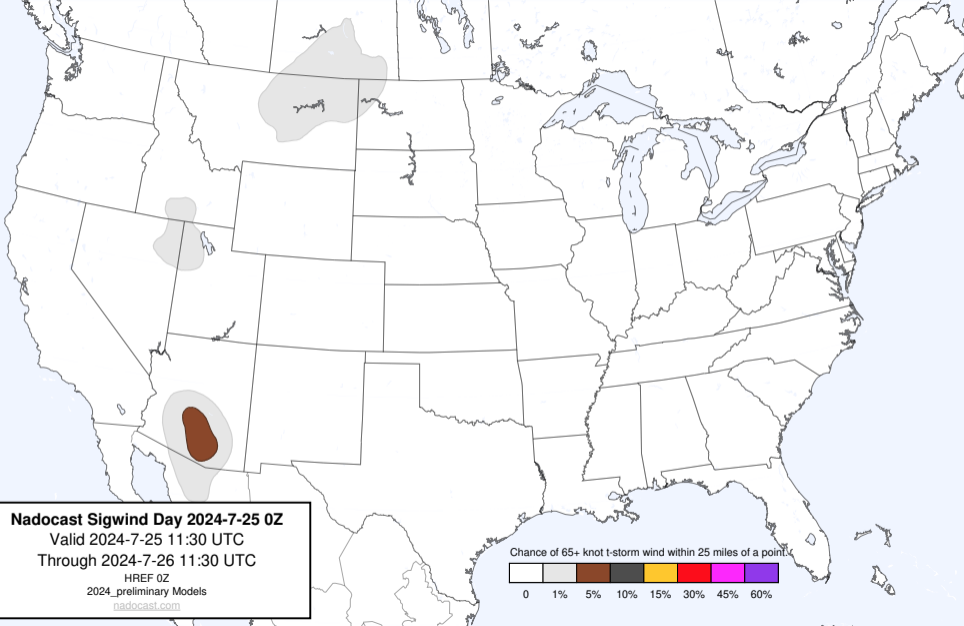 Nadocast Sigwind Day 2024-7-25 0Z
Valid 2024-7-25 11:30 UTC
Through 2024-7-26 11:30 UTC
HREF 0Z
2024_preliminary Models
nadocast.com
Chance of 65+ knot t-storm wind within 25 miles of a point.
0 1% 5% 10% 15% 30% 45% 60%